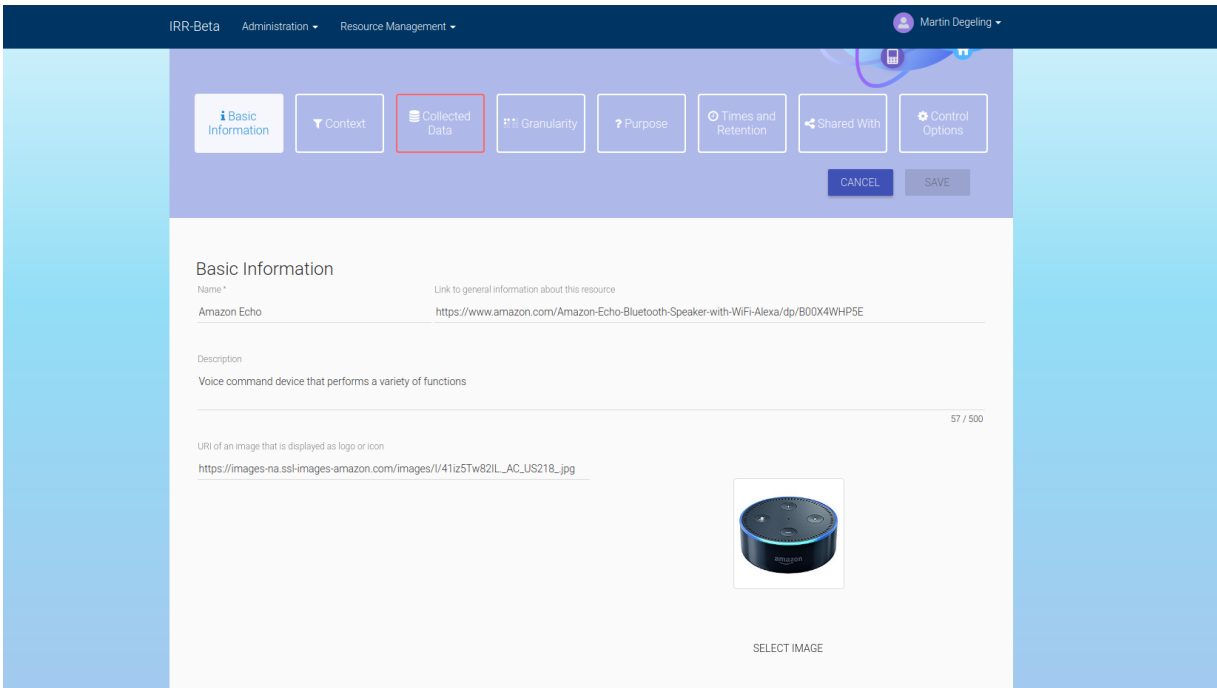 IRR-Beta Administration Resource Management Martin Degeling
Basic Information
Context
Collected Data
Granularity
? Purpose
Times and Retention
Shared With
Control Options
CANCEL SAVE
Basic Information
Name * Link to general information about this resource
Amazon Echo https://www.amazon.com/Amazon-Echo-Bluetooth-Speaker-with-WiFi-Alexa/dp/B00X4WHP5E
Description
Voice command device that performs a variety of functions
57 / 500
URI of an image that is displayed as logo or icon
https://images-na.ssl-images-amazon.com/images/I/41iz5Tw82IL._AC_US218_.jpg
amazon
SELECT IMAGE